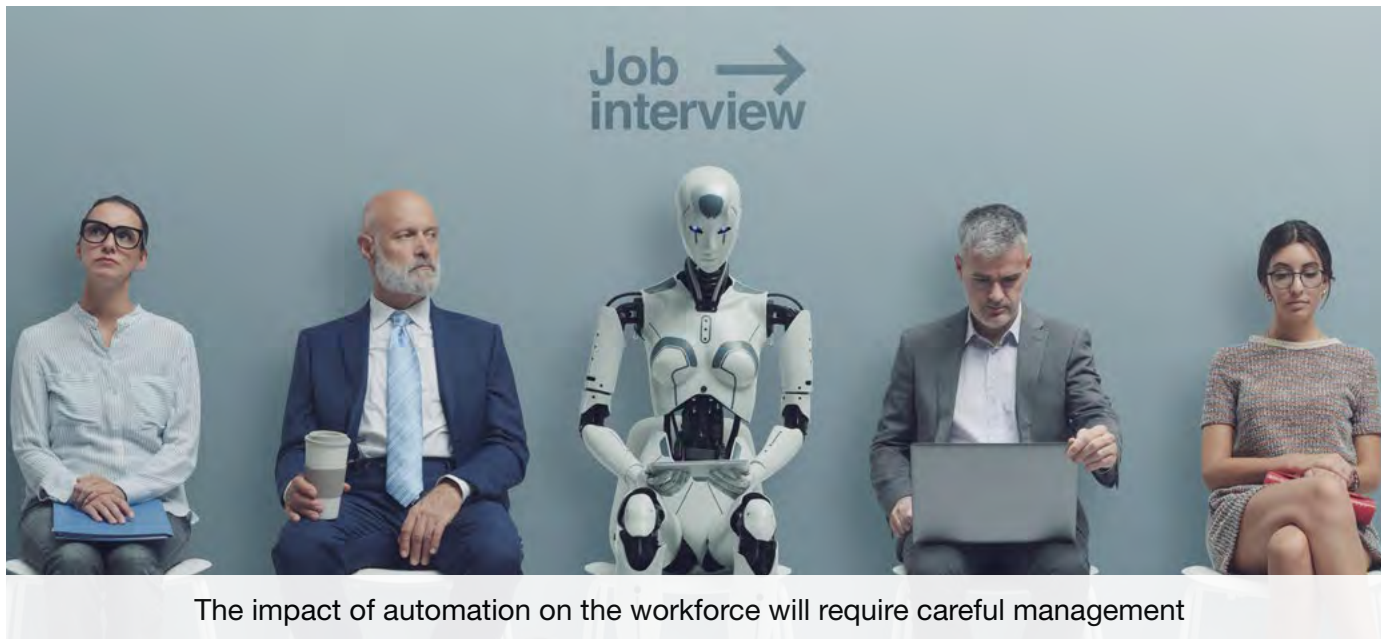 Job
interview
The impact of automation on the workforce will require careful management